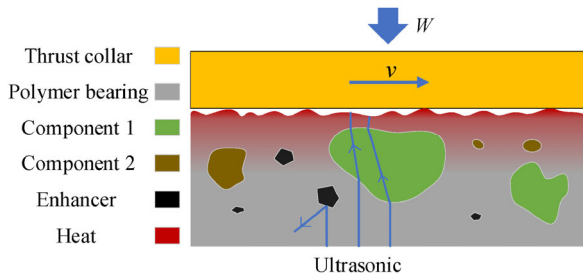 W
Thrust collar
v
Polymer bearing
Component 1
Component 2
Enhancer
Heat
Ultrasonic